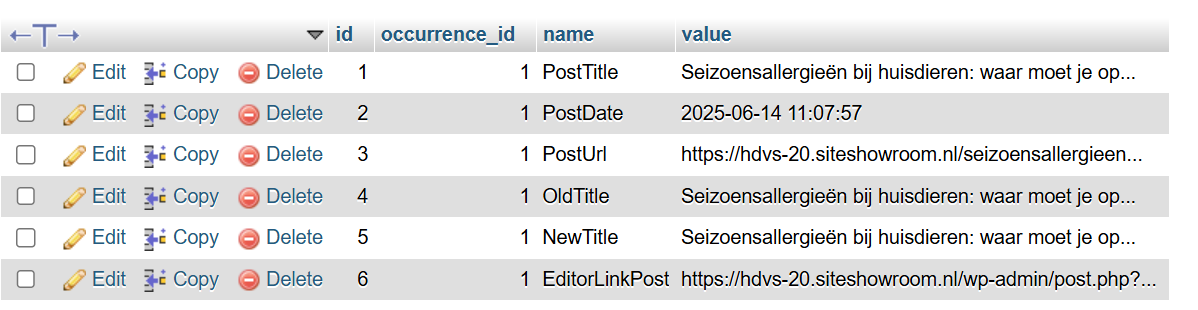 id occurrence_id name value
Edit Copy Delete 1 1 PostTitle Seizoensallergieën bij huisdieren: waar moet je op...
Edit Copy Delete 2 1 PostDate 2025-06-14 11:07:57
Edit Copy Delete 3 1 PostUrl https://hdvs-20.siteshowroom.nl/seizoensallergieen...
Edit Copy Delete 4 1 OldTitle Seizoensallergieën bij huisdieren: waar moet je op...
Edit Copy Delete 5 1 NewTitle Seizoensallergieën bij huisdieren: waar moet je op...
Edit Copy Delete 6 1 EditorLinkPost https://hdvs-20.siteshowroom.nl/wp-admin/post.php?...